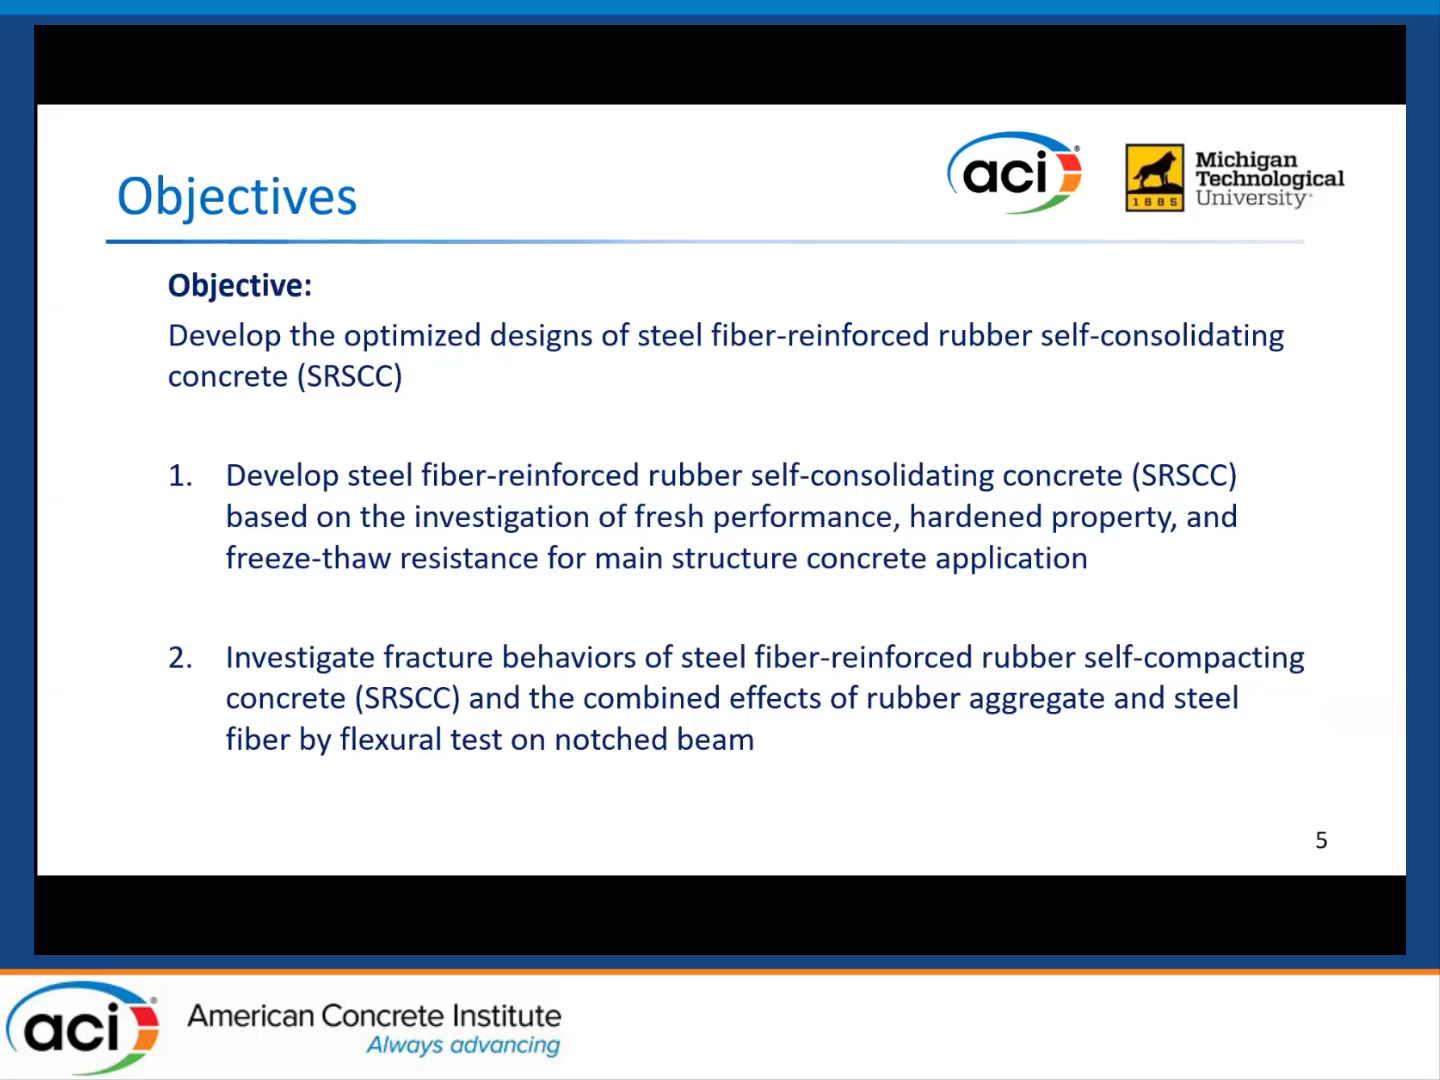 aci®
Michigan
Technological
University
1885
Objectives
Objective:
Develop the optimized designs of steel fiber-reinforced rubber self-consolidating
concrete (SRSCC)
1. Develop steel fiber-reinforced rubber self-consolidating concrete (SRSCC)
based on the investigation of fresh performance, hardened property, and
freeze-thaw resistance for main structure concrete application
2. Investigate fracture behaviors of steel fiber-reinforced rubber self-compacting
concrete (SRSCC) and the combined effects of rubber aggregate and steel
fiber by flexural test on notched beam
5
aci®
American Concrete Institute
Always advancing